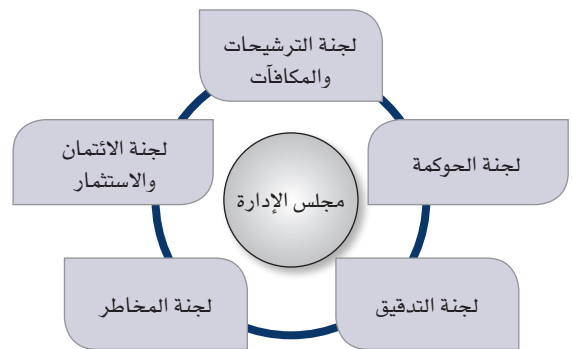 لجنة الترشيحات
والمكافآت
لجنة الحوكمة
لجنة الائتمان
والاستثمار
مجلس الإدارة
لجنة التدقيق
لجنة المخاطر